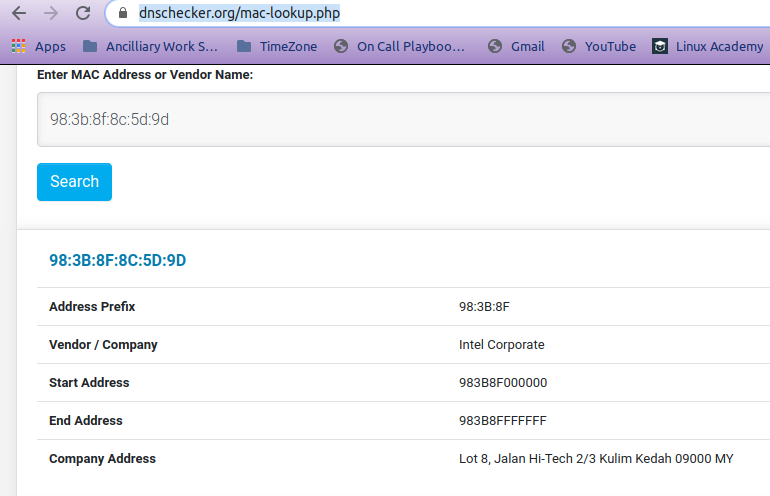 dnschecker.org/mac-lookup.php
Apps Ancilliary Work S... TimeZone On Call Playboo... Gmail YouTube Linux Academy
Enter MAC Address or Vendor Name:
98:3b:8f:8c:5d:9d
Search
98:3B:8F:8C:5D:9D
Address Prefix 98:3B:8F
Vendor / Company Intel Corporate
Start Address 983B8F000000
End Address 983B8FFFFFFF
Company Address Lot 8, Jalan Hi-Tech 2/3 Kulim Kedah 09000 MY